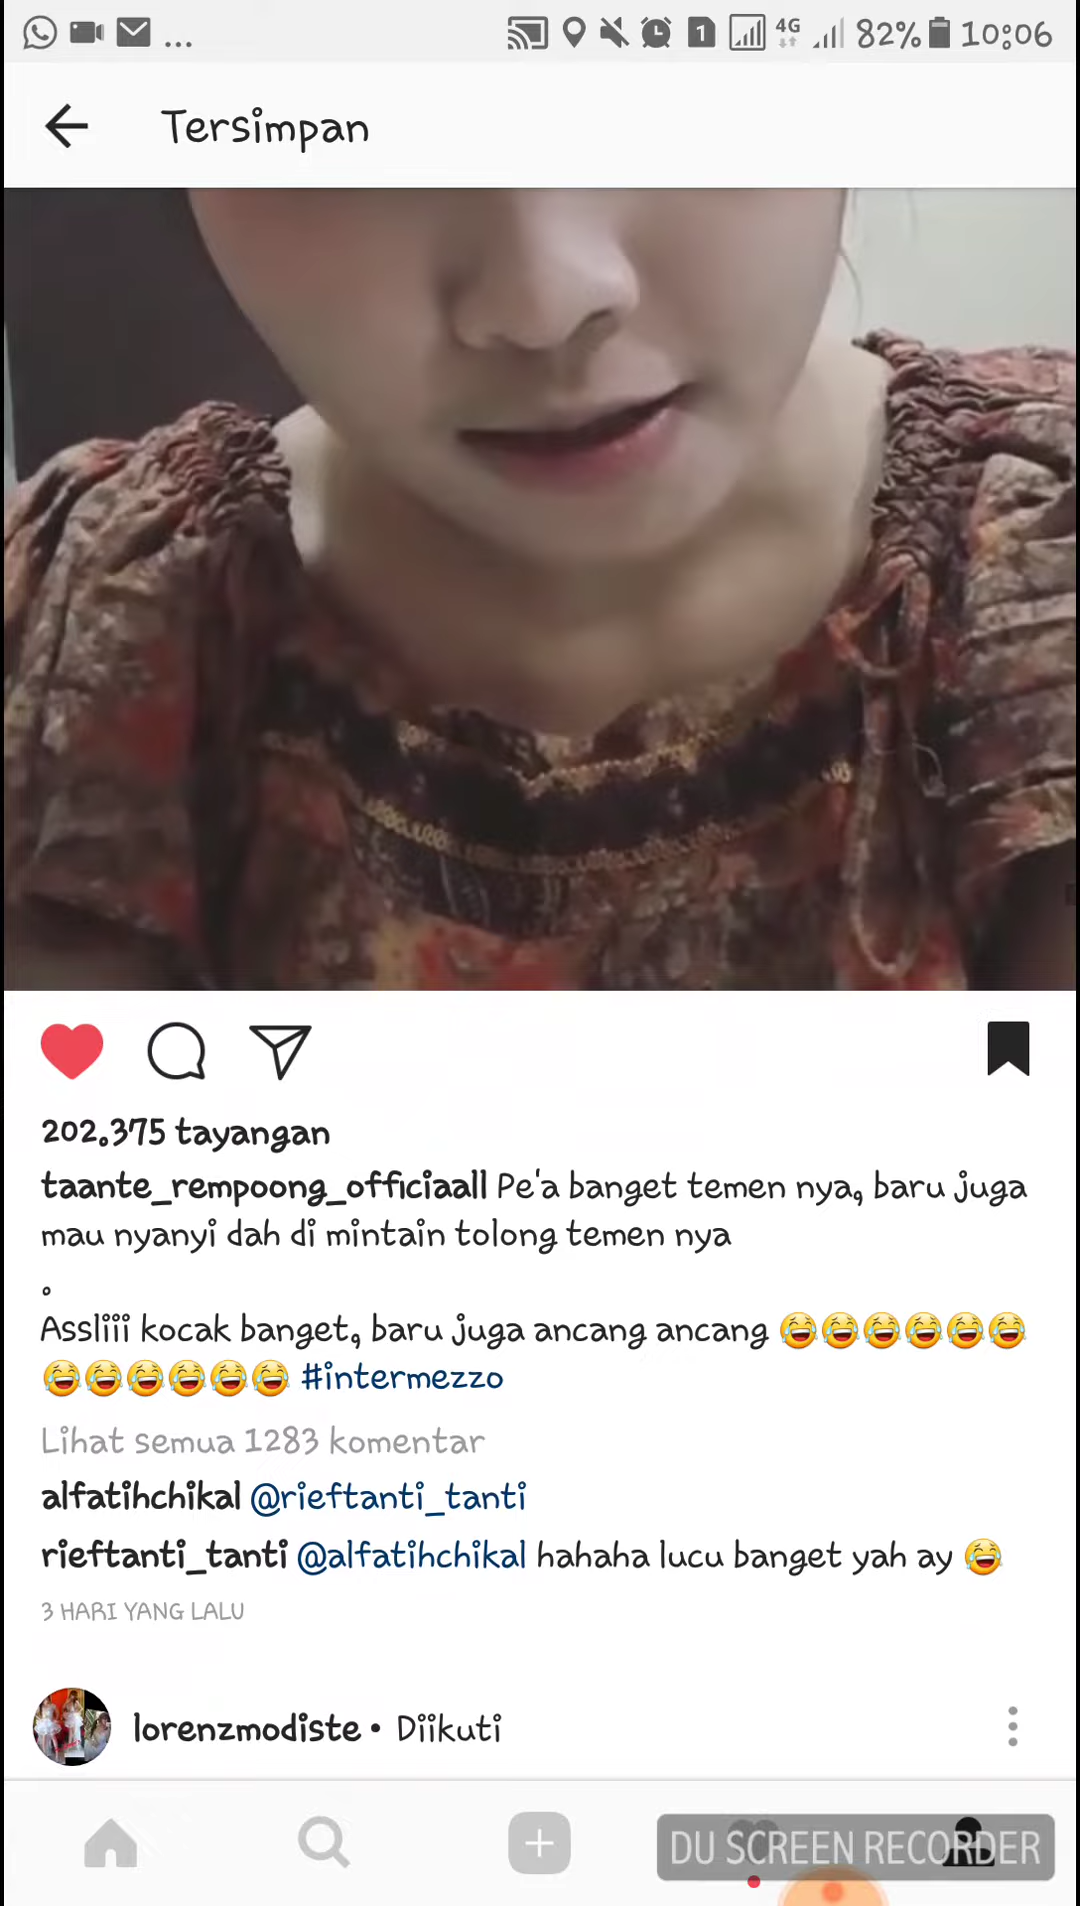 ... 1 4G 82% 10:06
Tersimpan
202.375 tayangan
taante_rempoong_officiaall Pe'a banget temen nya, baru juga
mau nyanyi dah di mintain tolong temen nya
.
Assliii kocak banget, baru juga ancang ancang 😂😂😂😂😂😂
😂😂😂😂😂😂 #intermezzo
Lihat semua 1283 komentar
alfatihchikal @rieftanti_tanti
rieftanti_tanti @alfatihchikal hahaha lucu banget yah ay 😂
3 HARI YANG LALU
lorenzmodiste • Diikuti
DU SCREEN RECORDER